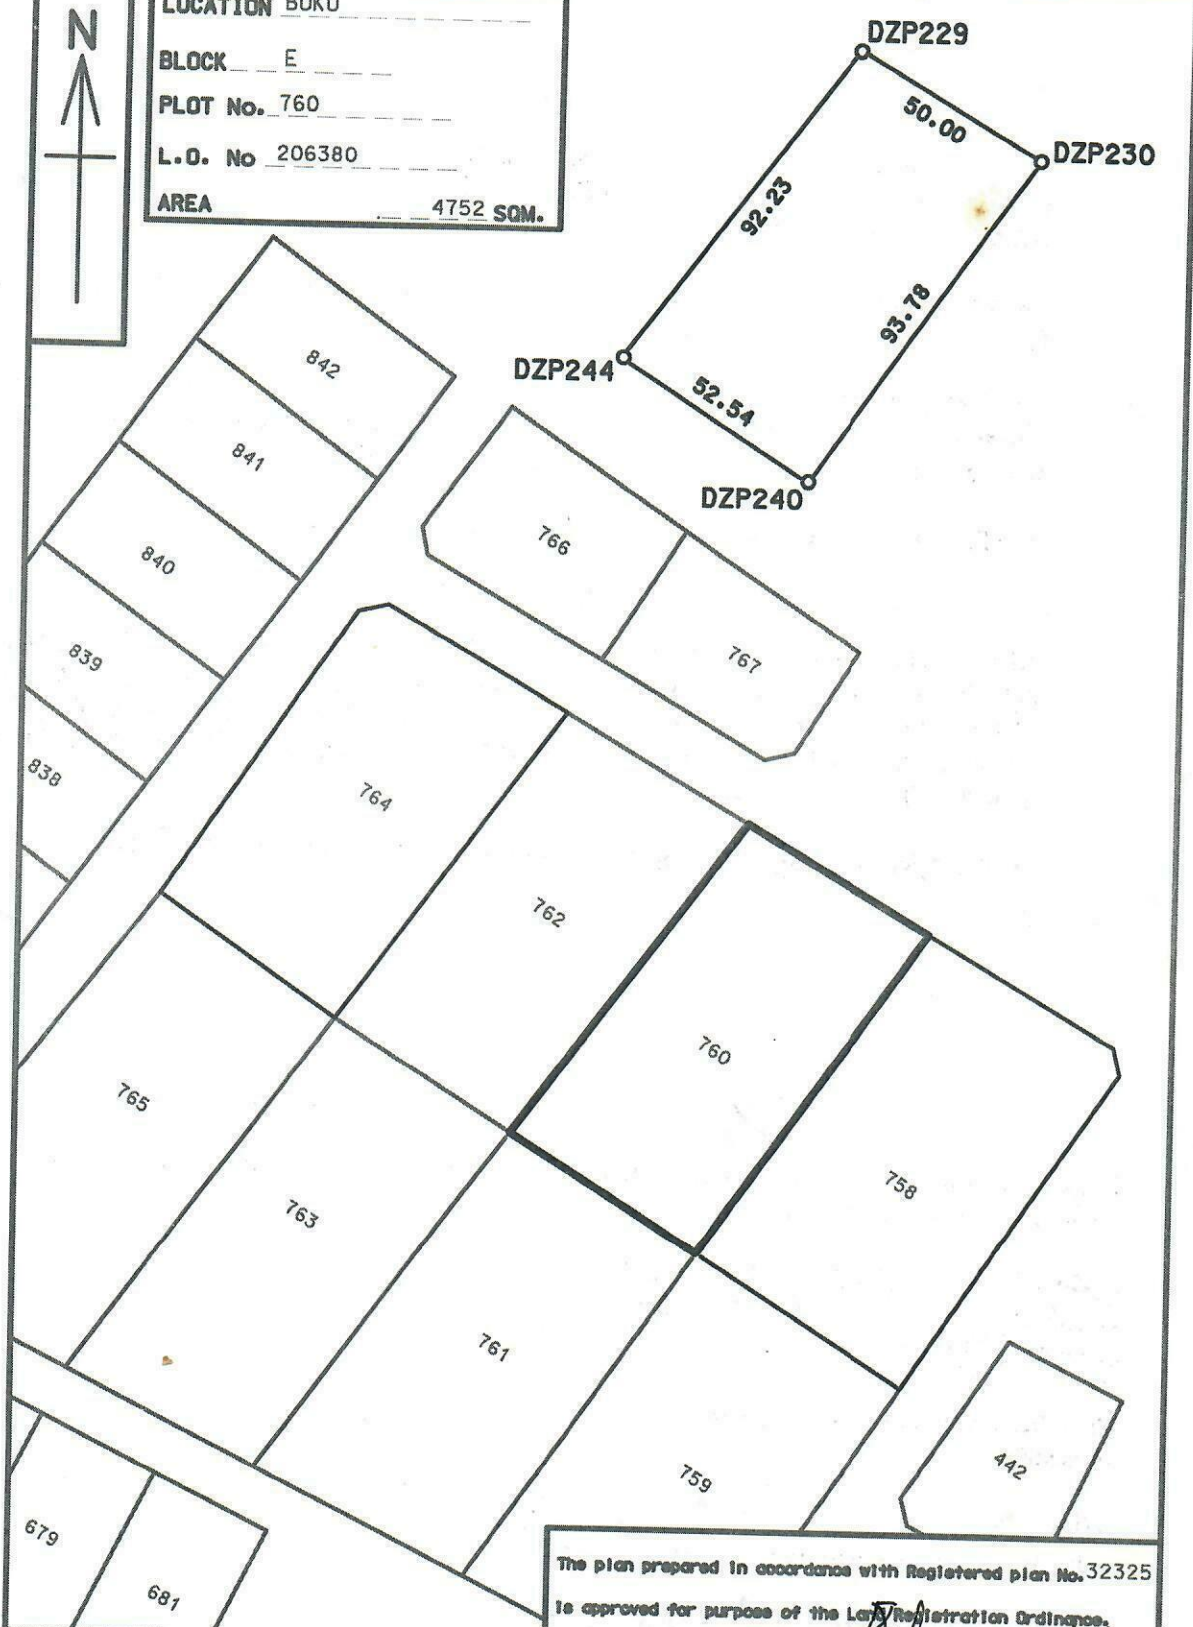 N
LOCATION BOKO
BLOCK E
PLOT No. 760
L.O. No 206380
AREA 4752 SQM.
DZP229
50.00
DZP230
92.23
93.78
DZP244
52.54
DZP240
842
841
840
839
838
766
767
764
762
760
758
765
763
761
759
442
679
681
The plan prepared in accordance with Registered plan No. 32325
is approved for purpose of the Land Registration Ordinance.